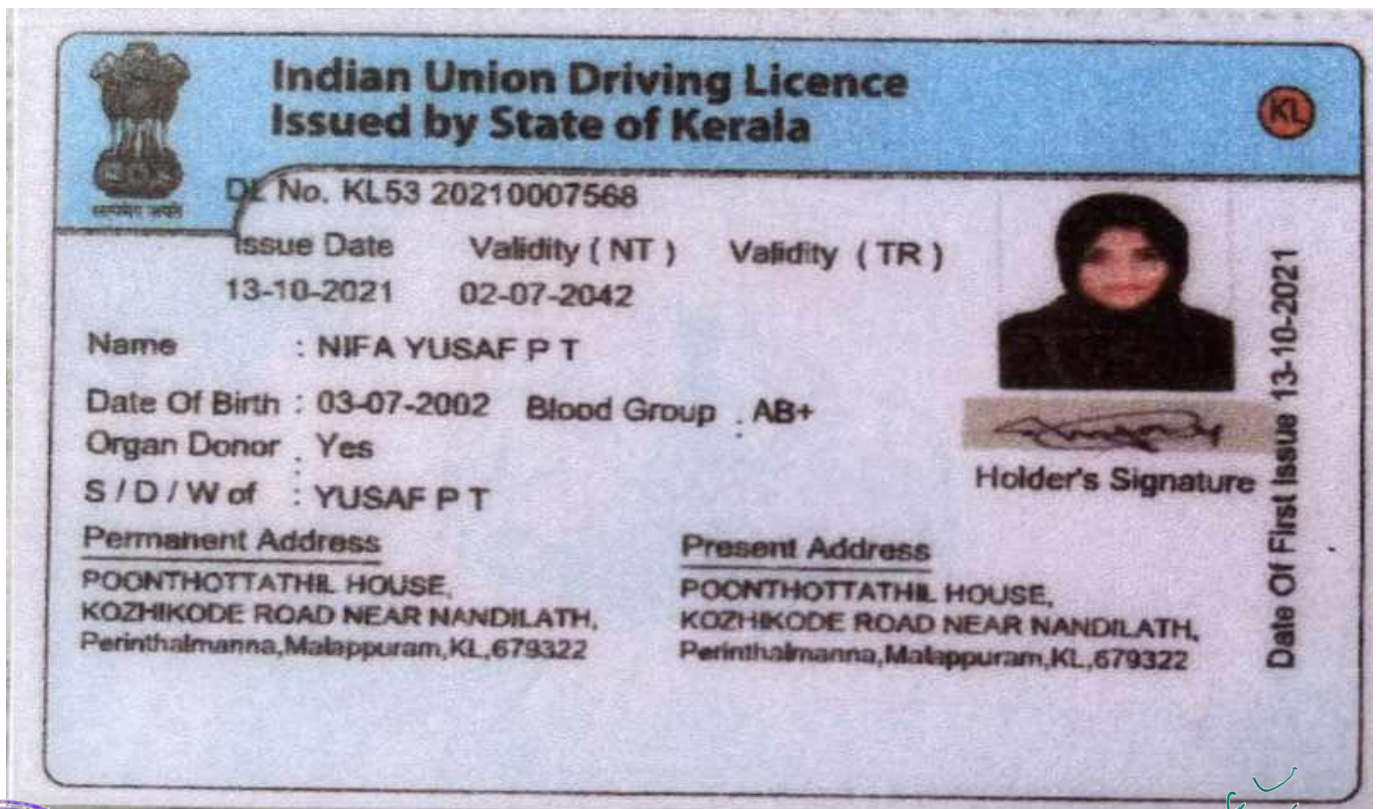 Indian Union Driving Licence
Issued by State of Kerala
KL
सत्यमेव जयते
DL No. KL53 20210007568
Issue Date Validity ( NT ) Validity ( TR )
13-10-2021 02-07-2042
Name : NIFA YUSAF P T
Date Of Birth : 03-07-2002 Blood Group : AB+
Organ Donor : Yes
S / D / W of : YUSAF P T
Holder's Signature
Date Of First Issue 13-10-2021
Permanent Address
POONTHOTTATHIL HOUSE,
KOZHIKODE ROAD NEAR NANDILATH,
Perinthalmanna,Malappuram,KL,679322
Present Address
POONTHOTTATHIL HOUSE,
KOZHIKODE ROAD NEAR NANDILATH,
Perinthalmanna,Malappuram,KL,679322